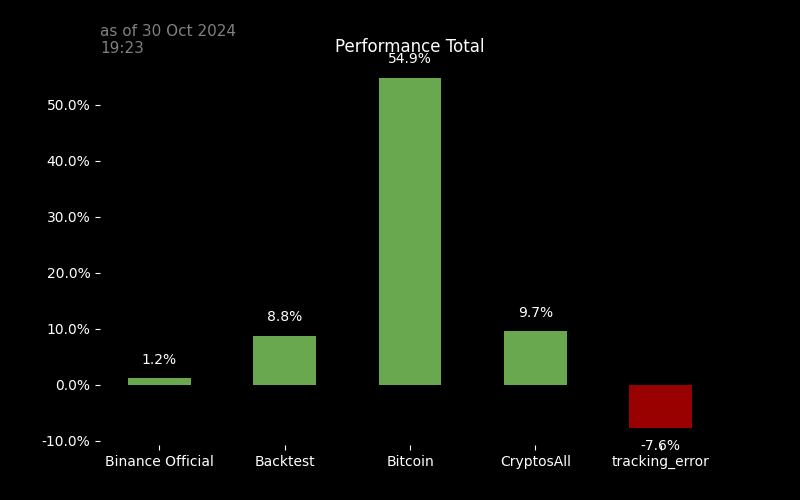 as of 30 Oct 2024
19:23
Performance Total
54.9%
50.0%
40.0%
30.0%
20.0%
10.0%
0.0%
-10.0%
1.2%
8.8%
9.7%
-7.6%
Binance Official
Backtest
Bitcoin
CryptosAll
tracking_error